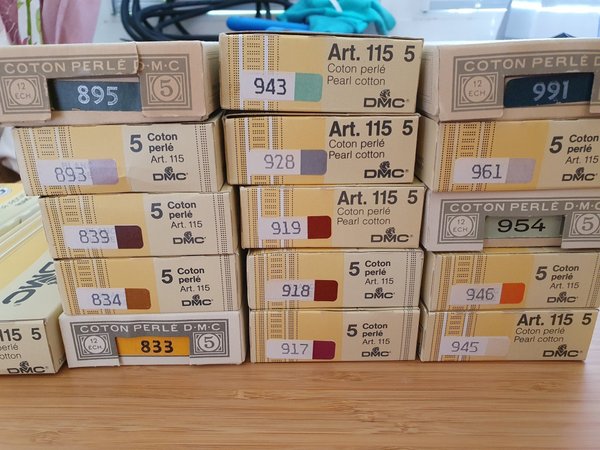 COTON PERLÉ D·M·C
12
ECH
895
5
893
5 Coton
perlé
Art. 115
DMC
839
5 Coton
perlé
Art. 115
DMC
834
5 Coton
perlé
Art. 115
DMC
COTON PERLÉ D·M·C
12
ECH
833
5
15 5
DMC
Art. 115 5
Coton perlé
Pearl cotton
943
DMC
Art. 115 5
Coton perlé
Pearl cotton
928
DMC
Art. 115 5
Coton perlé
Pearl cotton
919
DMC
918
5 Coton
perlé
Art. 115
DMC
917
5 Coton
perlé
Art. 115
DMC
COTON PERLÉ D
12
ECH
991
5
961
5 Coton
perlé
Art. 115
DMC
COTON PERLÉ D·M·C
12
ECH
954
5
946
5 Coton
perlé
Art. 115
DMC
Art. 115 5
Coton perlé
Pearl cotton
945
DMC